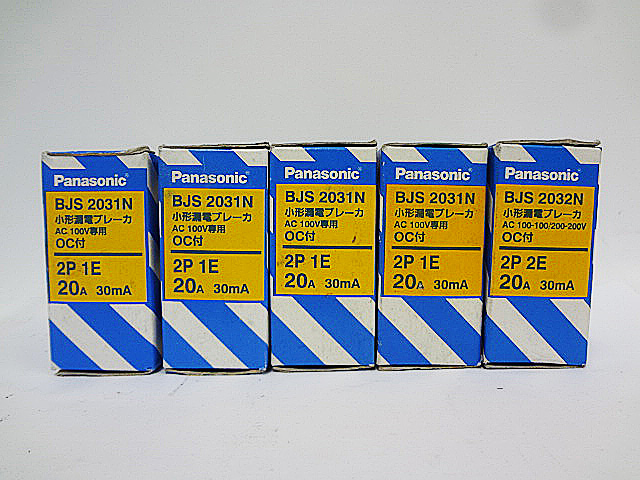 Panasonic
BJS 2031N
小形漏電ブレーカ
AC 100V専用
OC付
2P 1E
20A 30mA
Panasonic
BJS 2031N
小形漏電ブレーカ
AC 100V専用
OC付
2P 1E
20A 30mA
Panasonic
BJS 2031N
小形漏電ブレーカ
AC 100V専用
OC付
2P 1E
20A 30mA
Panasonic
BJS 2031N
小形漏電ブレーカ
AC 100V専用
OC付
2P 1E
20A 30mA
Panasonic
BJS 2032N
小形漏電ブレーカ
AC 100-100/200-200V
OC付
2P 2E
20A 30mA